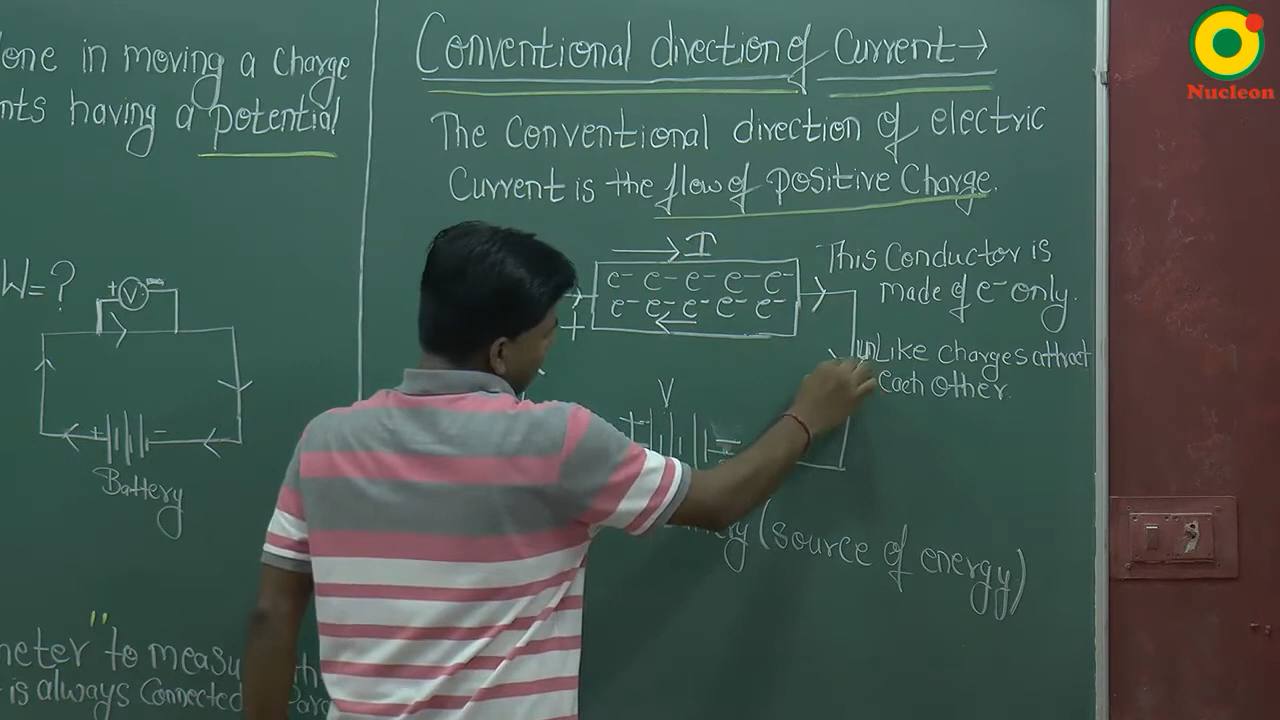 one in moving a charge
nts having a potential
W=?
+ V -
+ -
Battery
neter" to measu
is always Connected
Conventional direction of Current→
The Conventional direction of electric
Current is the flow of positive Charge.
I
e- e- e- e- e-
e- e- e- e- e-
+
This Conductor is
made of e- only.
unLike charges attract
each other.
V
+ -
(source of energy)
Nucleon